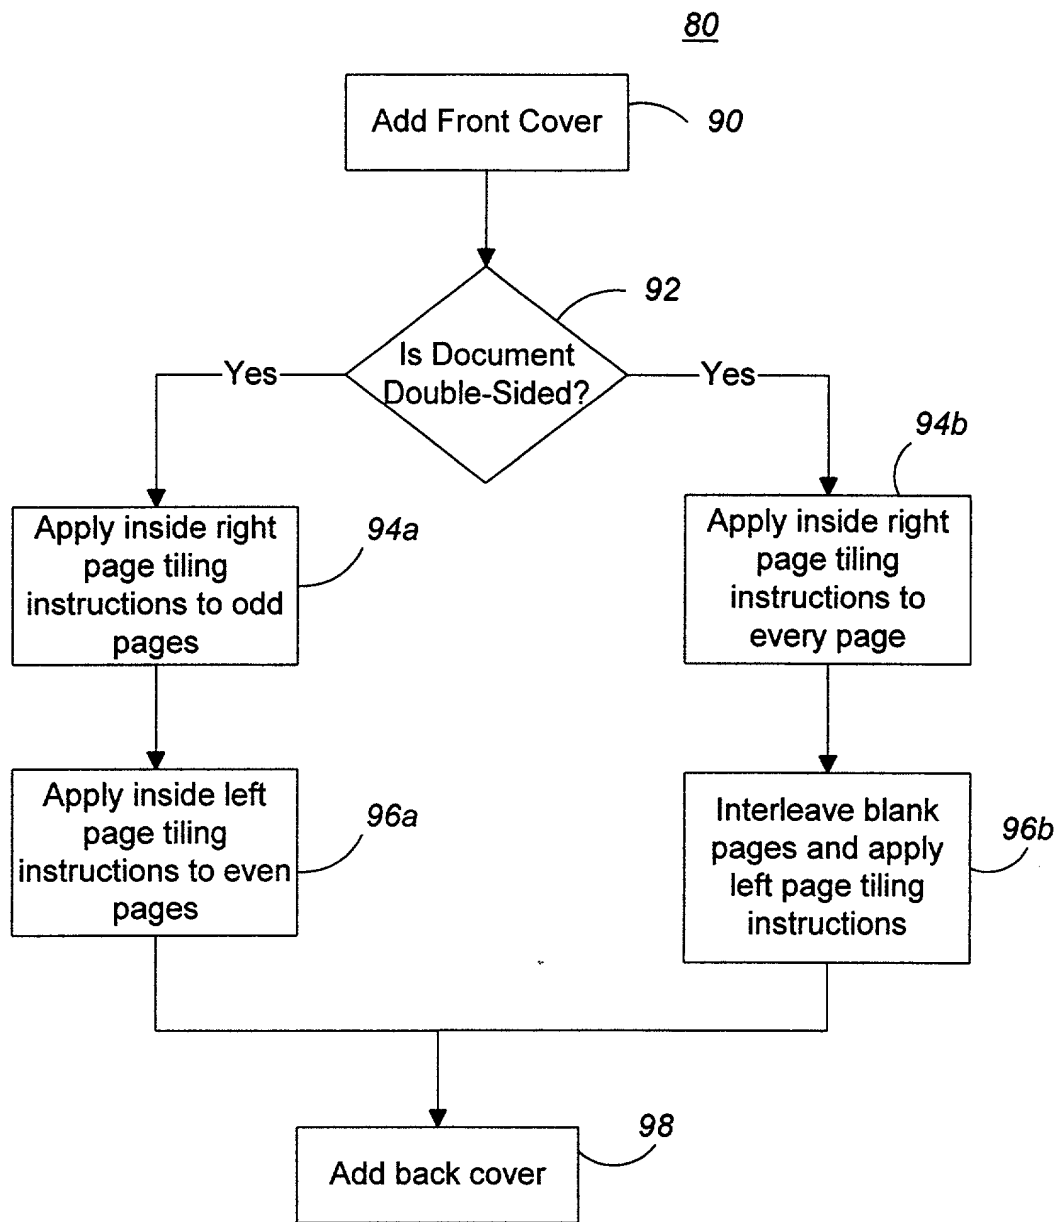 80
Add Front Cover
90
92
Is Document
Double-Sided?
Yes
Yes
94b
94a
Apply inside right
page tiling
instructions to odd
pages
Apply inside right
page tiling
instructions to
every page
96a
Apply inside left
page tiling
instructions to even
pages
96b
Interleave blank
pages and apply
left page tiling
instructions
98
Add back cover